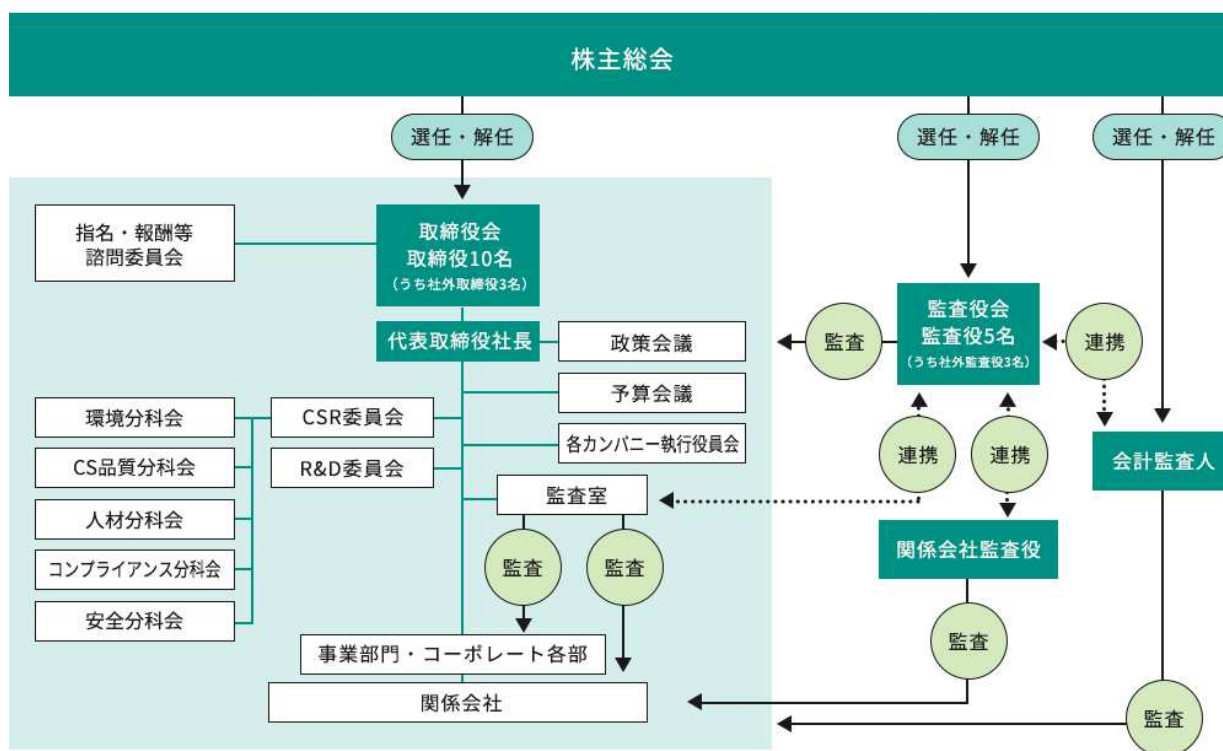 株主総会
選任・解任
選任・解任
選任・解任
指名・報酬等
諮問委員会
取締役会
取締役10名
(うち社外取締役3名)
監査役会
監査役5名
(うち社外監査役3名)
監査
連携
代表取締役社長
政策会議
予算会議
環境分科会
CSR委員会
各カンパニー執行役員会
CS品質分科会
R&D委員会
連携
連携
会計監査人
監査室
人材分科会
関係会社監査役
コンプライアンス分科会
監査
監査
安全分科会
監査
事業部門・コーポレート各部
関係会社
監査